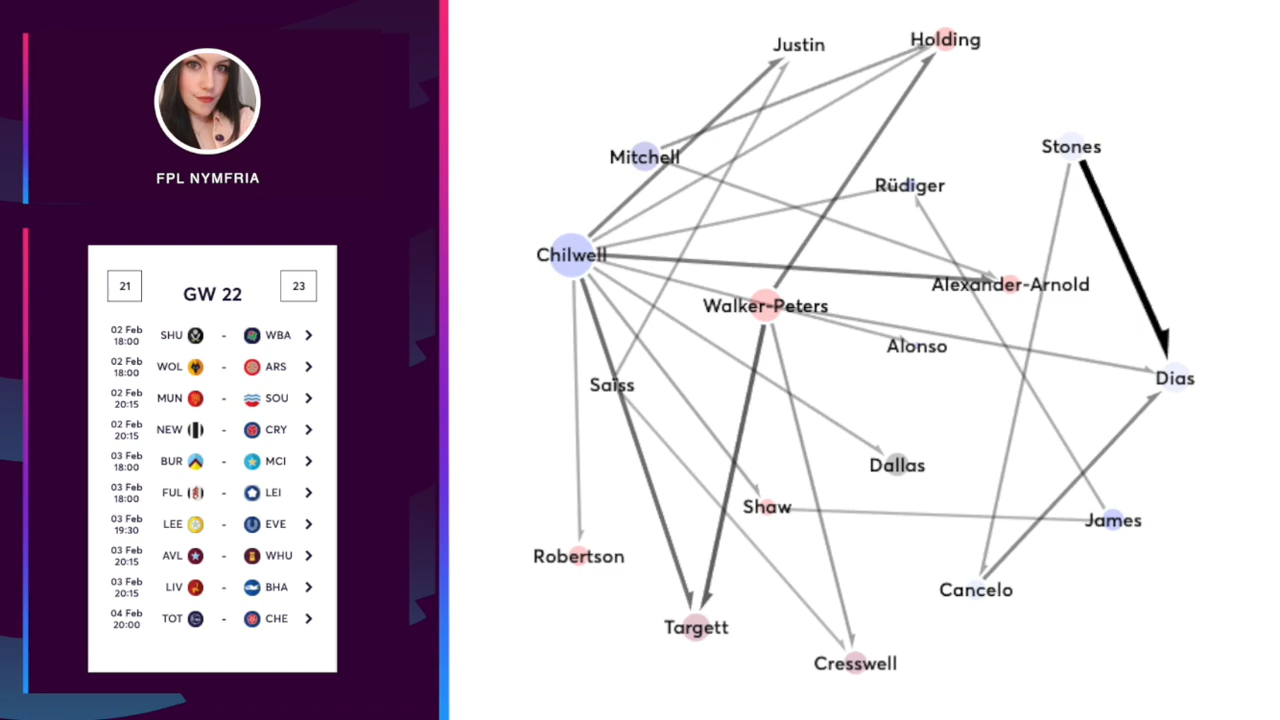 FPL NYMFRIA
21
GW 22
23
02 Feb
18:00
SHU - WBA
02 Feb
18:00
WOL - ARS
02 Feb
20:15
MUN - SOU
02 Feb
20:15
NEW - CRY
03 Feb
18:00
BUR - MCI
03 Feb
18:00
FUL - LEI
03 Feb
19:30
LEE - EVE
03 Feb
20:15
AVL - WHU
03 Feb
20:15
LIV - BHA
04 Feb
20:00
TOT - CHE
Justin
Holding
Mitchell
Stones
Rüdiger
Chilwell
Alexander-Arnold
Walker-Peters
Alonso
Dias
Saïss
Dallas
Shaw
James
Robertson
Cancelo
Targett
Cresswell